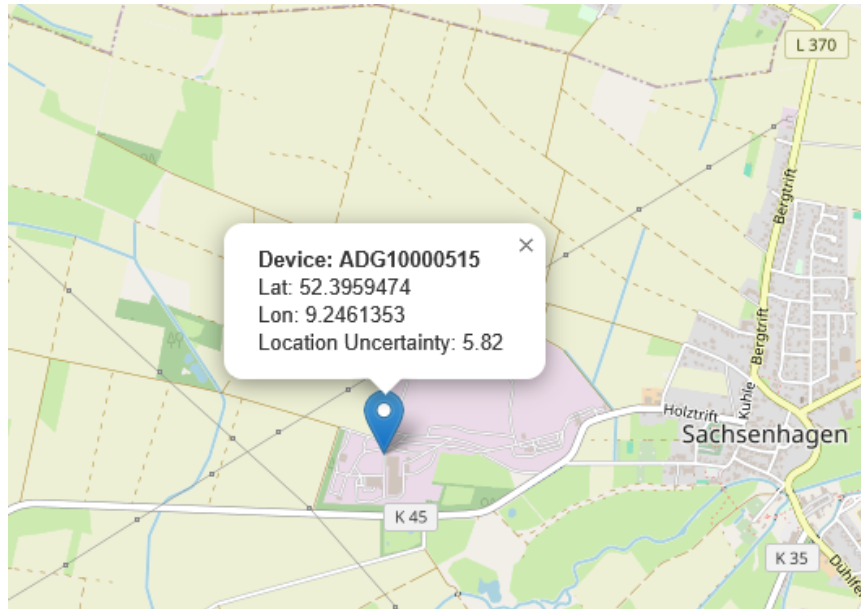 L 370
Bergtrift
×
Device: ADG10000515
Lat: 52.3959474
Lon: 9.2461353
Location Uncertainty: 5.82
Bergtrift
Kuhle
Holztrift
Sachsenhagen
K 45
K 35
Dühlfe